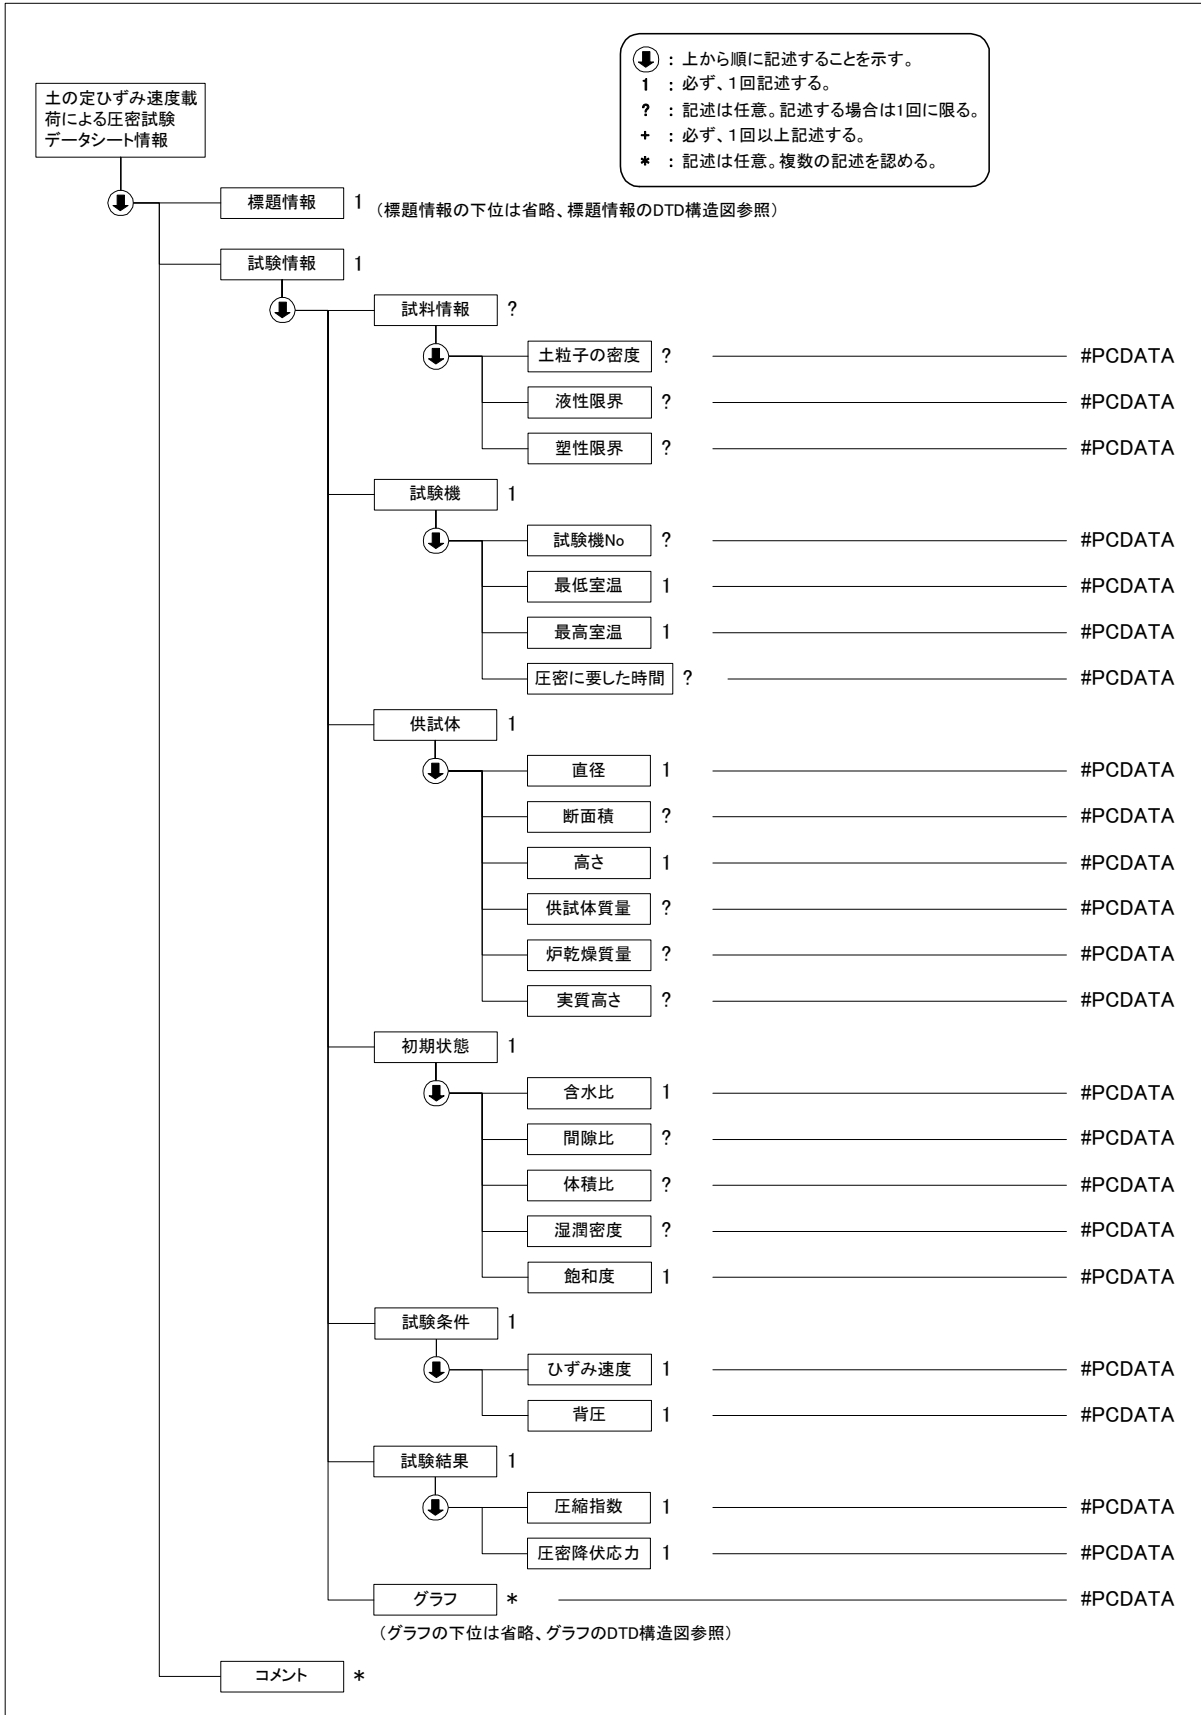 : 上から順に記述することを示す。
1 : 必ず、1回記述する。
? : 記述は任意。記述する場合は1回に限る。
+ : 必ず、1回以上記述する。
* : 記述は任意。複数の記述を認める。
土の定ひずみ速度載
荷による圧密試験
データシート情報
標題情報 1 (標題情報の下位は省略、標題情報のDTD構造図参照)
試験情報 1
試料情報 ?
土粒子の密度 ? #PCDATA
液性限界 ? #PCDATA
塑性限界 ? #PCDATA
試験機 1
試験機No ? #PCDATA
最低室温 1 #PCDATA
最高室温 1 #PCDATA
圧密に要した時間 ? #PCDATA
供試体 1
直径 1 #PCDATA
断面積 ? #PCDATA
高さ 1 #PCDATA
供試体質量 ? #PCDATA
炉乾燥質量 ? #PCDATA
実質高さ ? #PCDATA
初期状態 1
含水比 1 #PCDATA
間隙比 ? #PCDATA
体積比 ? #PCDATA
湿潤密度 ? #PCDATA
飽和度 1 #PCDATA
試験条件 1
ひずみ速度 1 #PCDATA
背圧 1 #PCDATA
試験結果 1
圧縮指数 1 #PCDATA
圧密降伏応力 1 #PCDATA
グラフ * #PCDATA
(グラフの下位は省略、グラフのDTD構造図参照)
コメント *